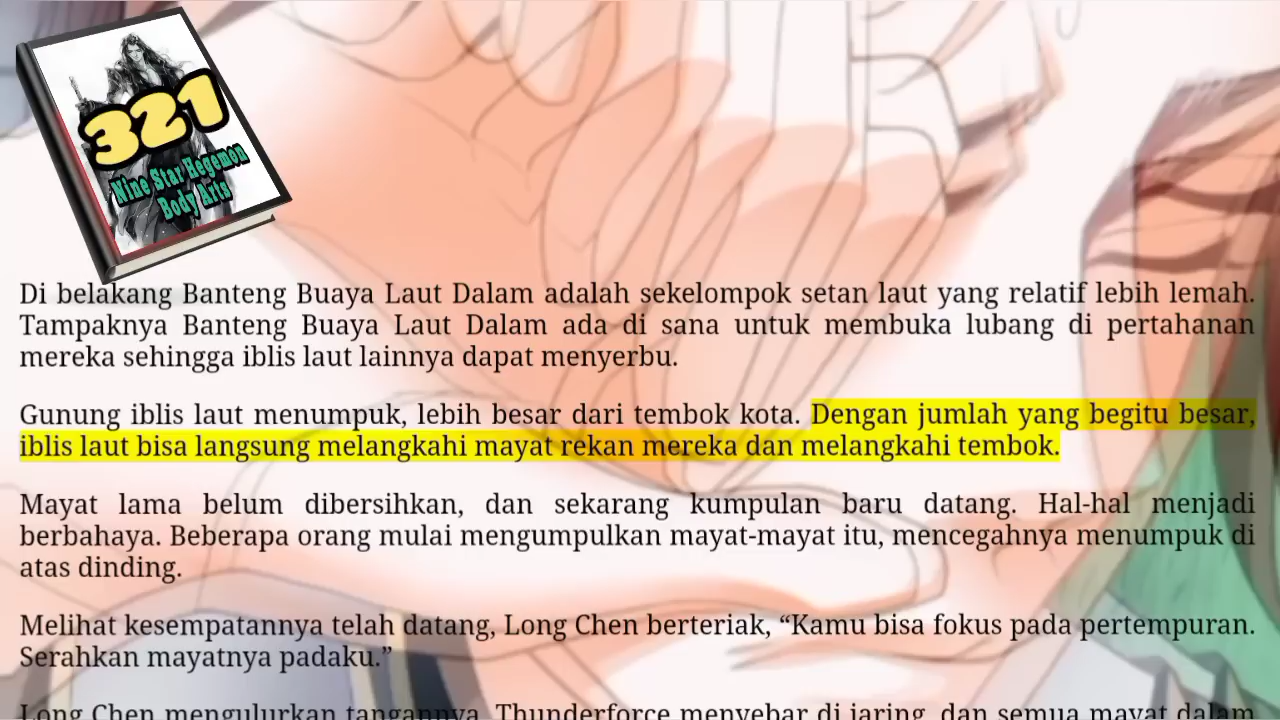 321
Nine Star Hegemon
Body Arts
Di belakang Banteng Buaya Laut Dalam adalah sekelompok setan laut yang relatif lebih lemah.
Tampaknya Banteng Buaya Laut Dalam ada di sana untuk membuka lubang di pertahanan
mereka sehingga iblis laut lainnya dapat menyerbu.
Gunung iblis laut menumpuk, lebih besar dari tembok kota. Dengan jumlah yang begitu besar,
iblis laut bisa langsung melangkahi mayat rekan mereka dan melangkahi tembok.
Mayat lama belum dibersihkan, dan sekarang kumpulan baru datang. Hal-hal menjadi
berbahaya. Beberapa orang mulai mengumpulkan mayat-mayat itu, mencegahnya menumpuk di
atas dinding.
Melihat kesempatannya telah datang, Long Chen berteriak, “Kamu bisa fokus pada pertempuran.
Serahkan mayatnya padaku.”
Long Chen mengulurkan tangannya. Thunderforce menyebar di jaring, dan semua mayat dalam